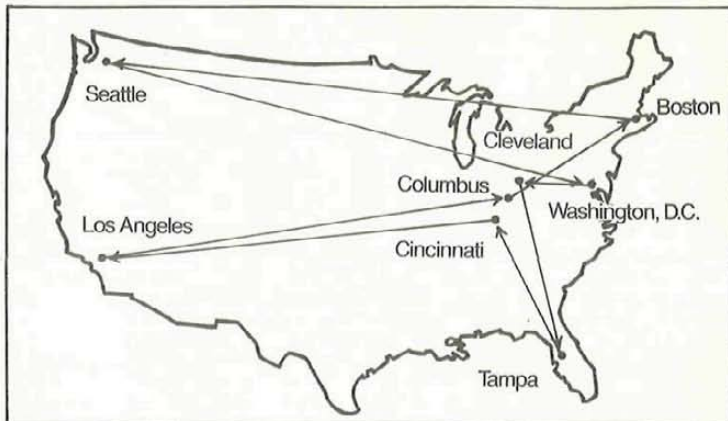 Seattle
Boston
Cleveland
Columbus
Washington, D.C.
Los Angeles
Cincinnati
Tampa